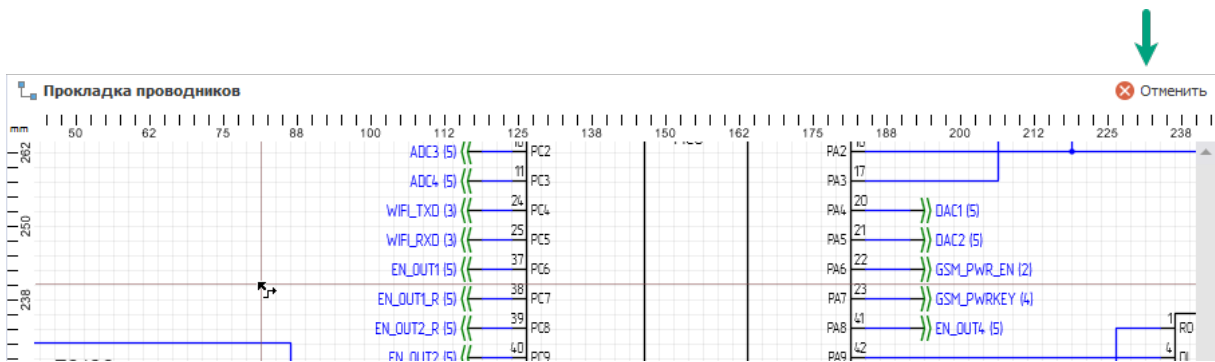 Прокладка проводников
Отменить
mm 50 62 75 88 100 112 125 138 150 162 175 188 200 212 225 238
262
250
238
ADC3 (5) PC2 PA2
ADC4 (5) 11 PC3 PA3 17
WIFI_TXD (3) 24 PC4 PA4 20 DAC1 (5)
WIFI_RXD (3) 25 PC5 PA5 21 DAC2 (5)
EN_OUT1 (5) 37 PC6 PA6 22 GSM_PWR_EN (2)
EN_OUT1_R (5) 38 PC7 PA7 23 GSM_PWRKEY (4)
EN_OUT2_R (5) 39 PC8 PA8 41 EN_OUT4 (5) 1 RO
EN_OUT2 (5) 40 PC9 PA9 42 4